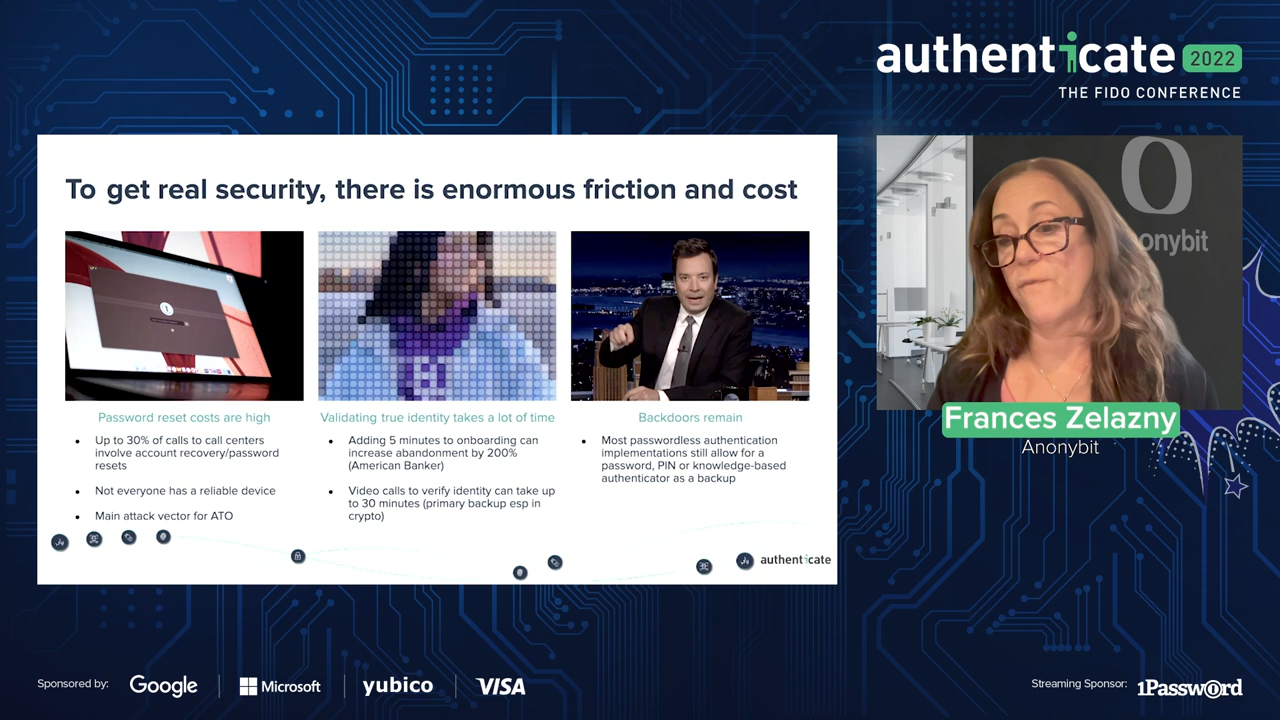 authenticate 2022
THE FIDO CONFERENCE
To get real security, there is enormous friction and cost
Password reset costs are high
• Up to 30% of calls to call centers
involve account recovery/password
resets
• Not everyone has a reliable device
• Main attack vector for ATO
Validating true identity takes a lot of time
• Adding 5 minutes to onboarding can
increase abandonment by 200%
(American Banker)
• Video calls to verify identity can take up
to 30 minutes (primary backup esp in
crypto)
Backdoors remain
• Most passwordless authentication
implementations still allow for a
password, PIN or knowledge-based
authenticator as a backup
authenticate
onybit
Frances Zelazny
Anonybit
Sponsored by:
Google
Microsoft
yubico
VISA
Streaming Sponsor:
1Password